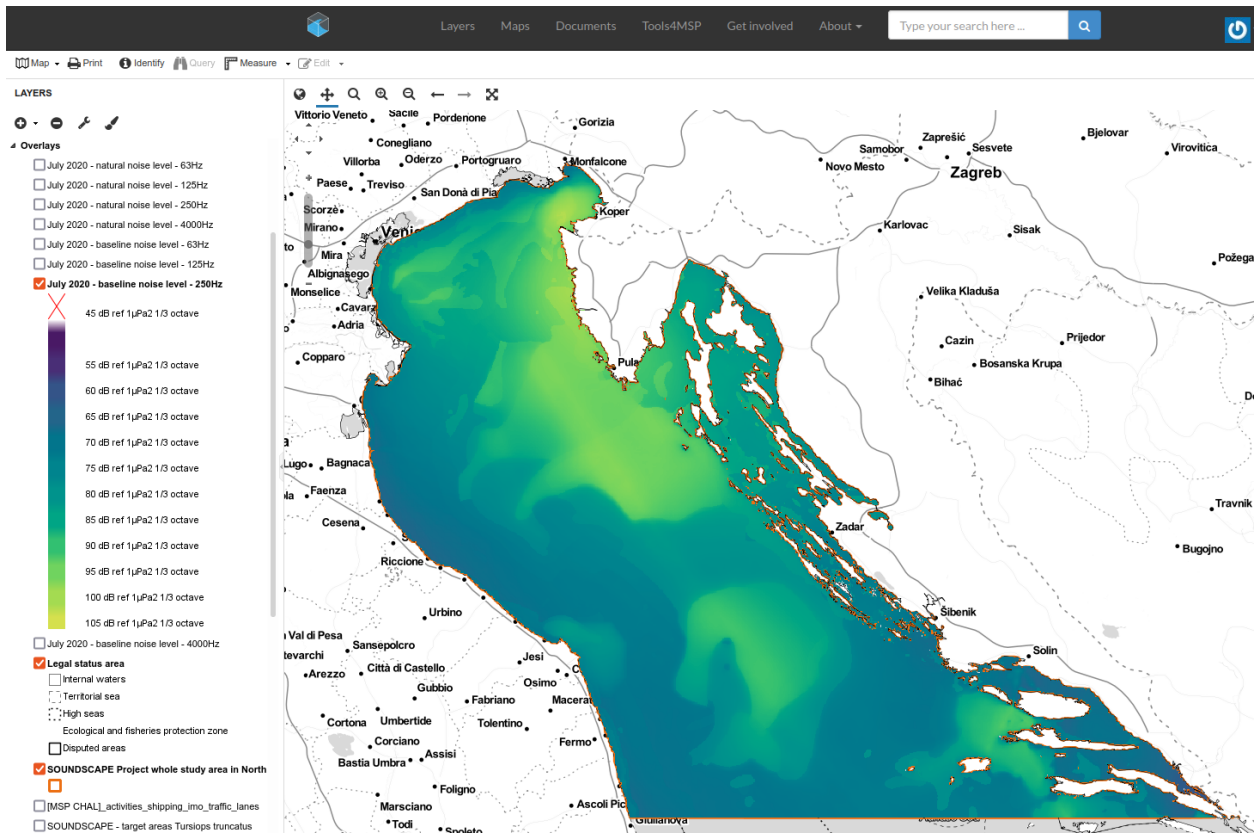 Layers Maps Documents Tools4MSP Get involved About
Type your search here ...
Map Print Identify Query Measure Edit
LAYERS
Overlays
July 2020 - natural noise level - 63Hz
July 2020 - natural noise level - 125Hz
July 2020 - natural noise level - 250Hz
July 2020 - natural noise level - 4000Hz
July 2020 - baseline noise level - 63Hz
July 2020 - baseline noise level - 125Hz
July 2020 - baseline noise level - 250Hz
45 dB ref 1µPa2 1/3 octave
55 dB ref 1µPa2 1/3 octave
60 dB ref 1µPa2 1/3 octave
65 dB ref 1µPa2 1/3 octave
70 dB ref 1µPa2 1/3 octave
75 dB ref 1µPa2 1/3 octave
80 dB ref 1µPa2 1/3 octave
85 dB ref 1µPa2 1/3 octave
90 dB ref 1µPa2 1/3 octave
95 dB ref 1µPa2 1/3 octave
100 dB ref 1µPa2 1/3 octave
105 dB ref 1µPa2 1/3 octave
July 2020 - baseline noise level - 4000Hz
Legal status area
Internal waters
Territorial sea
High seas
Ecological and fisheries protection zone
Disputed areas
SOUNDSCAPE Project whole study area in North
[MSP CHAL]_activities_shipping_imo_traffic_lanes
SOUNDSCAPE - target areas Tursiops truncatus
Vittorio Veneto
Sacile
Pordenone
Gorizia
Conegliano
Villorba
Oderzo
Portogruaro
Monfalcone
Paese
Treviso
San Donà di Pia
Scorzè
Koper
Mirano
Veni
Mira
Albignasego
Monselice
Cavar
Adria
Copparo
Pula
Lugo
Bagnaca
Faenza
Cesena
Riccione
Urbino
Val di Pesa
Sansepolcro
tevarchi
Jesi
Arezzo
Città di Castello
Osimo
Gubbio
Fabriano
Macerat
Cortona
Umbertide
Tolentino
Corciano
Fermo
Bastia Umbra
Assisi
Foligno
Marsciano
Ascoli Pic
Todi
Spoleto
Giulianova
Zaprešić
Bjelovar
Samobor
Sesvete
Virovitica
Novo Mesto
Zagreb
Karlovac
Sisak
Požega
Velika Kladuša
Cazin
Prijedor
Bosanska Krupa
Bihać
Travnik
Zadar
Bugojno
Šibenik
Solin